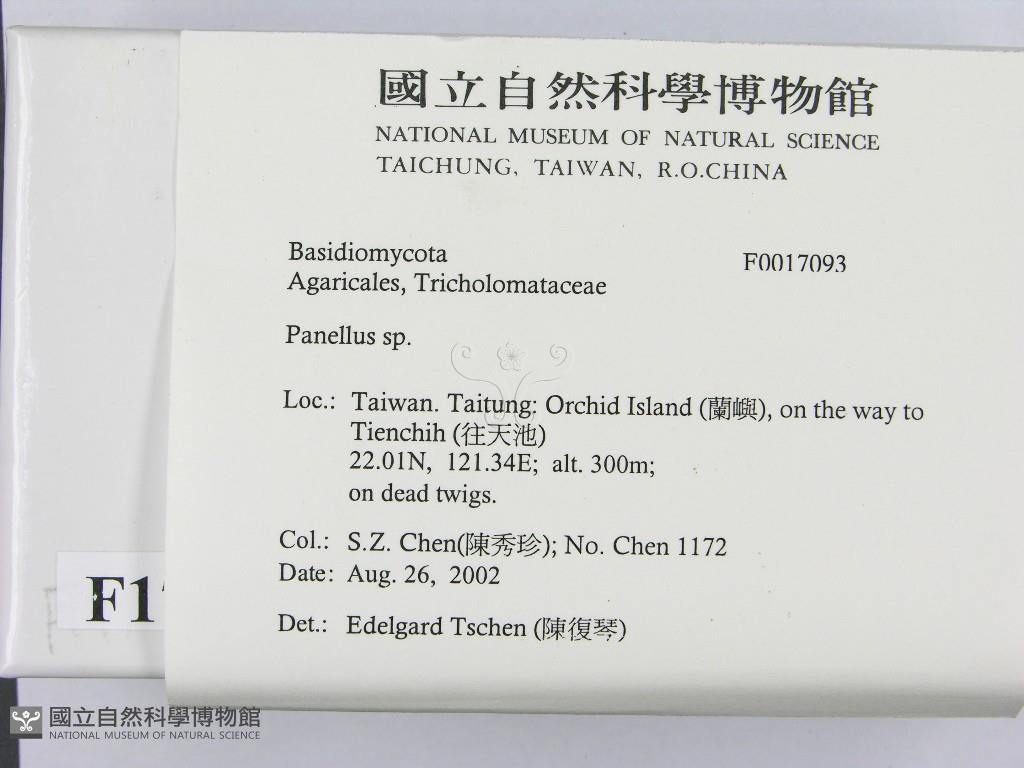 國立自然科學博物館
NATIONAL MUSEUM OF NATURAL SCIENCE
TAICHUNG, TAIWAN, R.O.CHINA
Basidiomycota
F0017093
Agaricales, Tricholomataceae
Panellus sp.
Loc.: Taiwan. Taitung: Orchid Island (蘭嶼), on the way to
Tienchih (往天池)
22.01N, 121.34E; alt. 300m;
on dead twigs.
Col.: S.Z. Chen(陳秀珍); No. Chen 1172
Date: Aug. 26, 2002
F1
Det.: Edelgard Tschen (陳復琴)
國立自然科學博物館
NATIONAL MUSEUM OF NATURAL SCIENCE